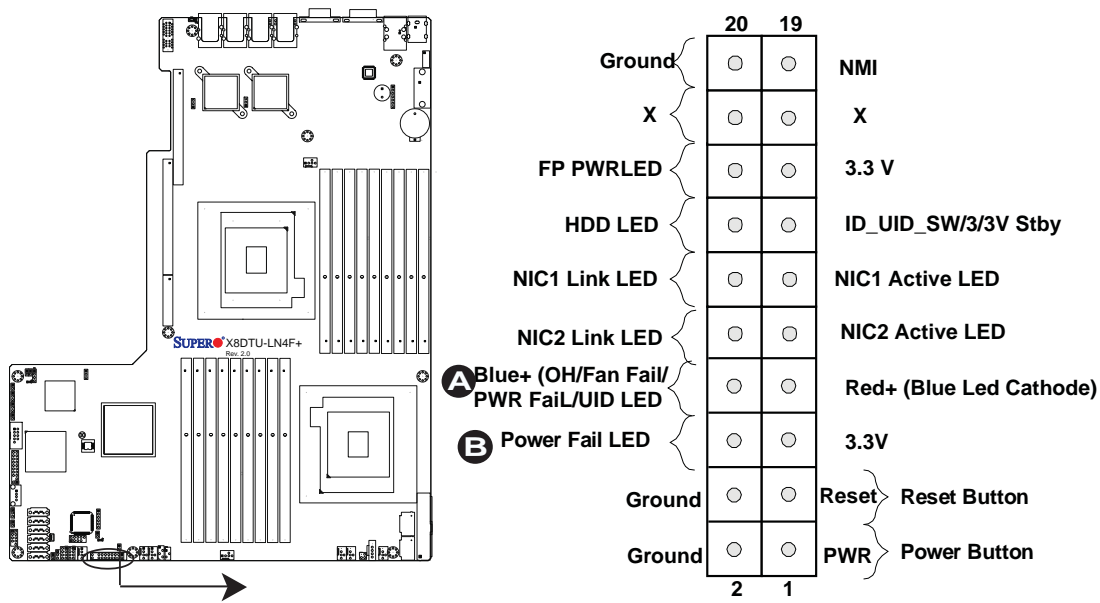 SUPER X8DTU-LN4F+
Rev. 2.0
20 19
Ground NMI
X X
FP PWRLED 3.3 V
HDD LED ID_UID_SW/3/3V Stby
NIC1 Link LED NIC1 Active LED
NIC2 Link LED NIC2 Active LED
A Blue+ (OH/Fan Fail/
PWR FaiL/UID LED Red+ (Blue Led Cathode)
B Power Fail LED 3.3V
Ground Reset Reset Button
Ground PWR Power Button
2 1